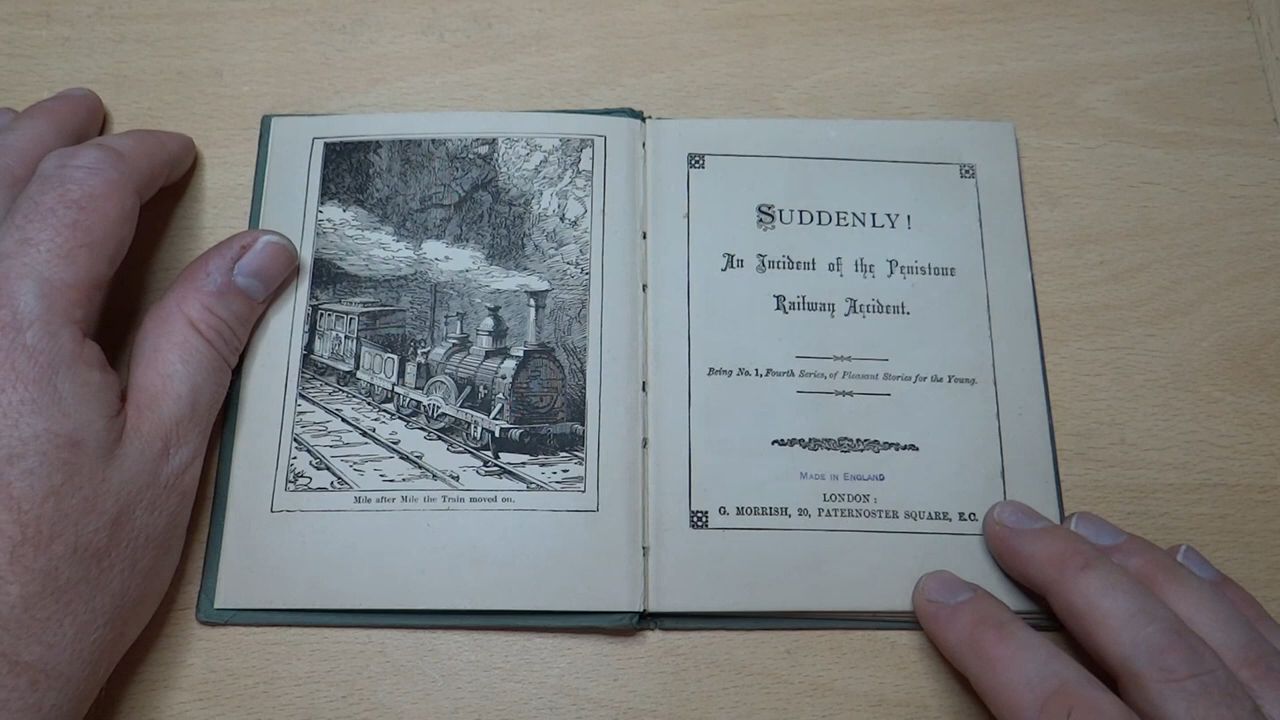 Mile after Mile the Train moved on.
SUDDENLY!
An Incident of the Penistone
Railway Accident.
Being No. 1, Fourth Series, of Pleasant Stories for the Young.
MADE IN ENGLAND
LONDON:
G. MORRISH, 20, PATERNOSTER SQUARE, E.C.